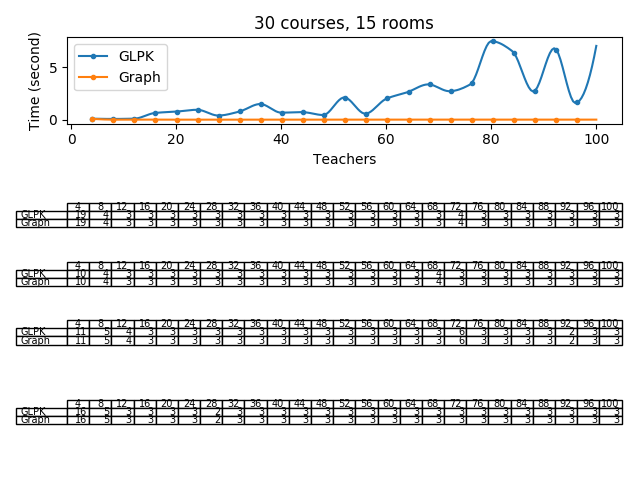 30 courses, 15 rooms
GLPK
Graph
Time (second)
5
0
0 20 40 60 80 100
Teachers
4 8 12 16 20 24 28 32 36 40 44 48 52 56 60 64 68 72 76 80 84 88 92 96 100
GLPK 19 4 3 3 3 3 3 3 3 3 3 3 3 3 3 3 3 4 3 3 3 3 3 3 3
Graph 19 4 3 3 3 3 3 3 3 3 3 3 3 3 3 3 3 4 3 3 3 3 3 3 3
4 8 12 16 20 24 28 32 36 40 44 48 52 56 60 64 68 72 76 80 84 88 92 96 100
GLPK 10 4 3 3 3 3 3 3 3 3 3 3 3 3 3 3 4 3 3 3 3 3 3 3 3
Graph 10 4 3 3 3 3 3 3 3 3 3 3 3 3 3 3 4 3 3 3 3 3 3 3 3
4 8 12 16 20 24 28 32 36 40 44 48 52 56 60 64 68 72 76 80 84 88 92 96 100
GLPK 11 5 4 3 3 3 3 3 3 3 3 3 3 3 3 3 3 6 3 3 3 3 2 3 3
Graph 11 5 4 3 3 3 3 3 3 3 3 3 3 3 3 3 3 6 3 3 3 3 2 3 3
4 8 12 16 20 24 28 32 36 40 44 48 52 56 60 64 68 72 76 80 84 88 92 96 100
GLPK 16 5 3 3 3 3 2 3 3 3 3 3 3 3 3 3 3 3 3 3 3 3 3 3 3
Graph 16 5 3 3 3 3 2 3 3 3 3 3 3 3 3 3 3 3 3 3 3 3 3 3 3